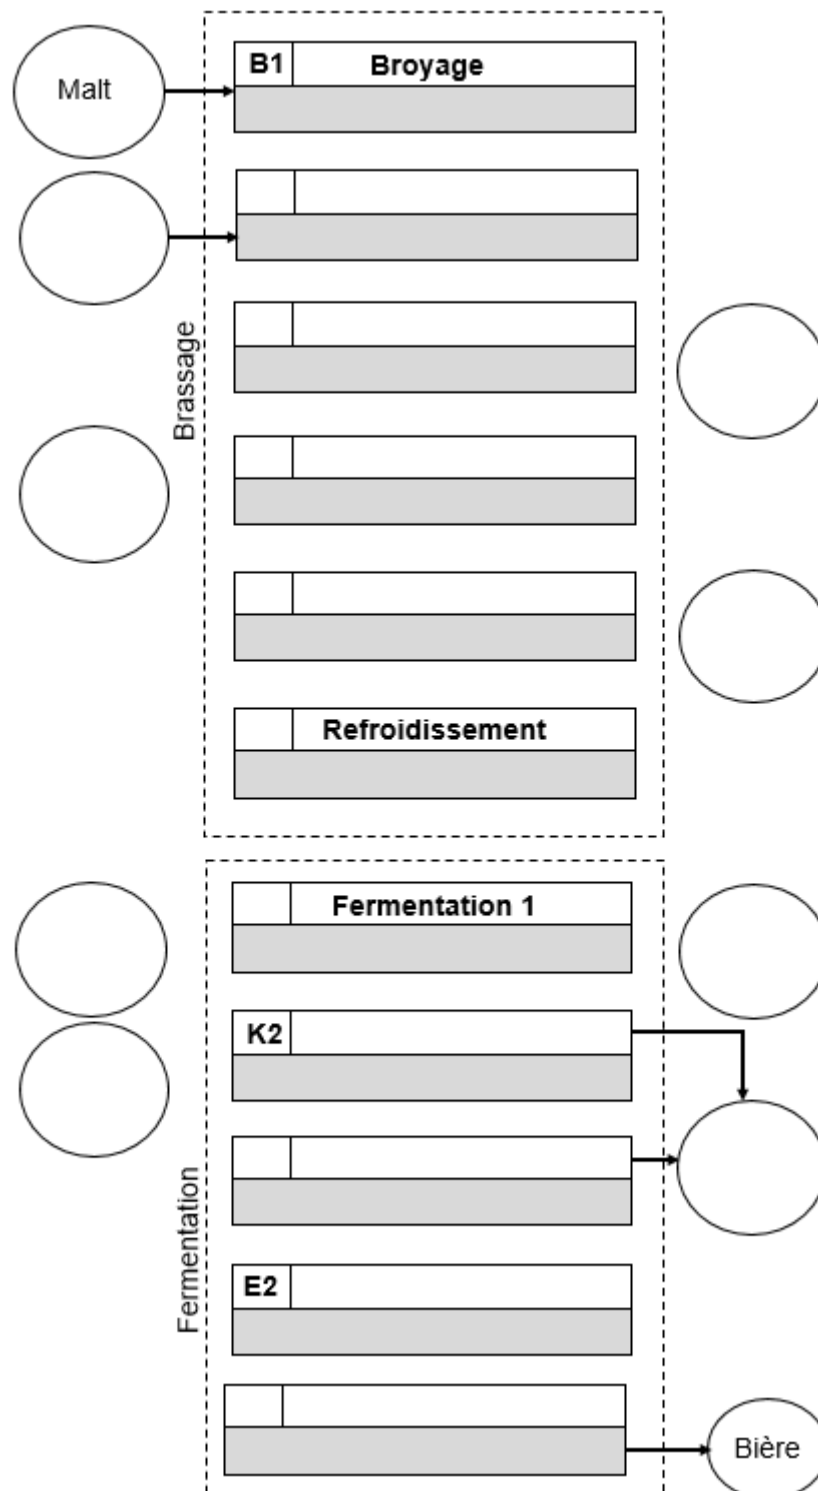 Malt
B1 Broyage
Brassage
Refroidissement
Fermentation 1
K2
Fermentation
E2
Bière